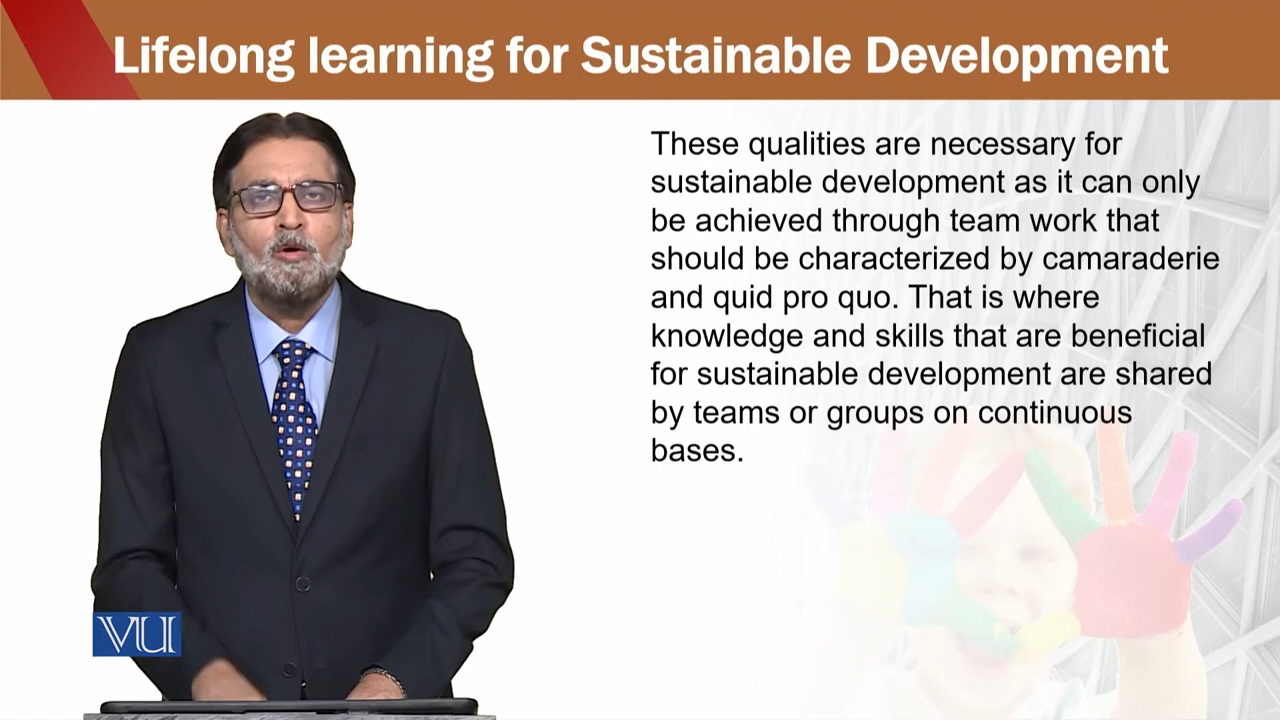 Lifelong learning for Sustainable Development
These qualities are necessary for
sustainable development as it can only
be achieved through team work that
should be characterized by camaraderie
and quid pro quo. That is where
knowledge and skills that are beneficial
for sustainable development are shared
by teams or groups on continuous
bases.
VU